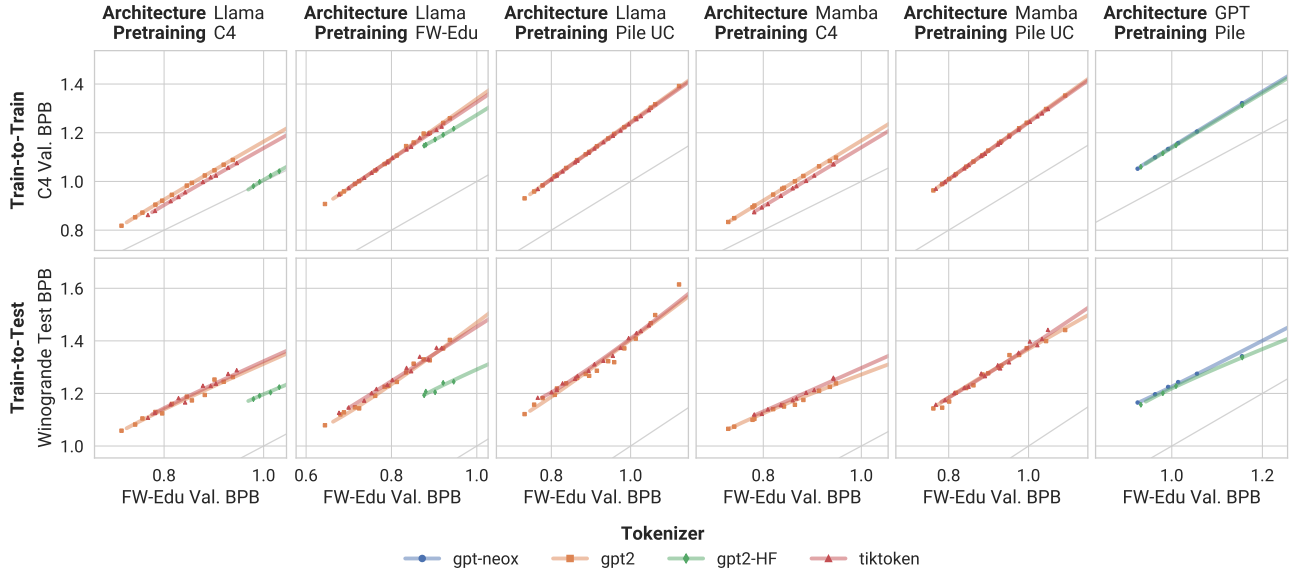 Architecture Llama Architecture Llama Architecture Llama Architecture Mamba Architecture Mamba Architecture GPT
Pretraining C4 Pretraining FW-Edu Pretraining Pile UC Pretraining C4 Pretraining Pile UC Pretraining Pile
Train-to-Train
C4 Val. BPB
1.4
1.2
1.0
0.8
Train-to-Test
Winogrande Test BPB
1.6
1.4
1.2
1.0
0.8 1.0 0.6 0.8 1.0 0.8 1.0 0.8 1.0 0.8 1.0 1.0 1.2
FW-Edu Val. BPB FW-Edu Val. BPB FW-Edu Val. BPB FW-Edu Val. BPB FW-Edu Val. BPB FW-Edu Val. BPB
Tokenizer
gpt-neox gpt2 gpt2-HF tiktoken